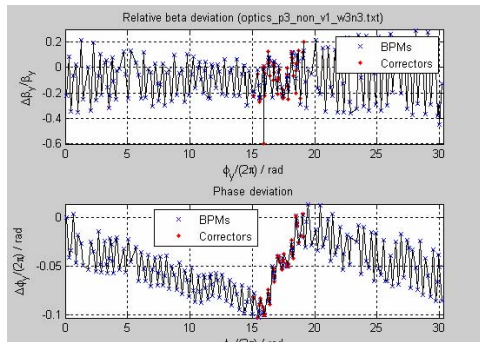 Relative beta deviation (optics_p3_non_v1_w3n3.txt)
0.2
0
-0.2
-0.4
-0.6
Δβy/βy
BPMs
Correctors
0 5 10 15 20 25 30
ϕy/(2π) / rad
Phase deviation
0
-0.05
-0.1
Δϕy/(2π) / rad
BPMs
Correctors
0 5 10 15 20 25 30